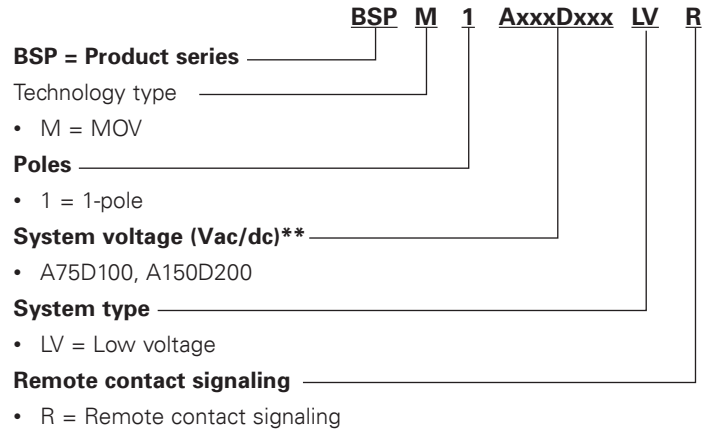 BSP M 1 AxxxDxxx LV R
BSP = Product series
Technology type
• M = MOV
Poles
• 1 = 1-pole
System voltage (Vac/dc)**
• A75D100, A150D200
System type
• LV = Low voltage
Remote contact signaling
• R = Remote contact signaling